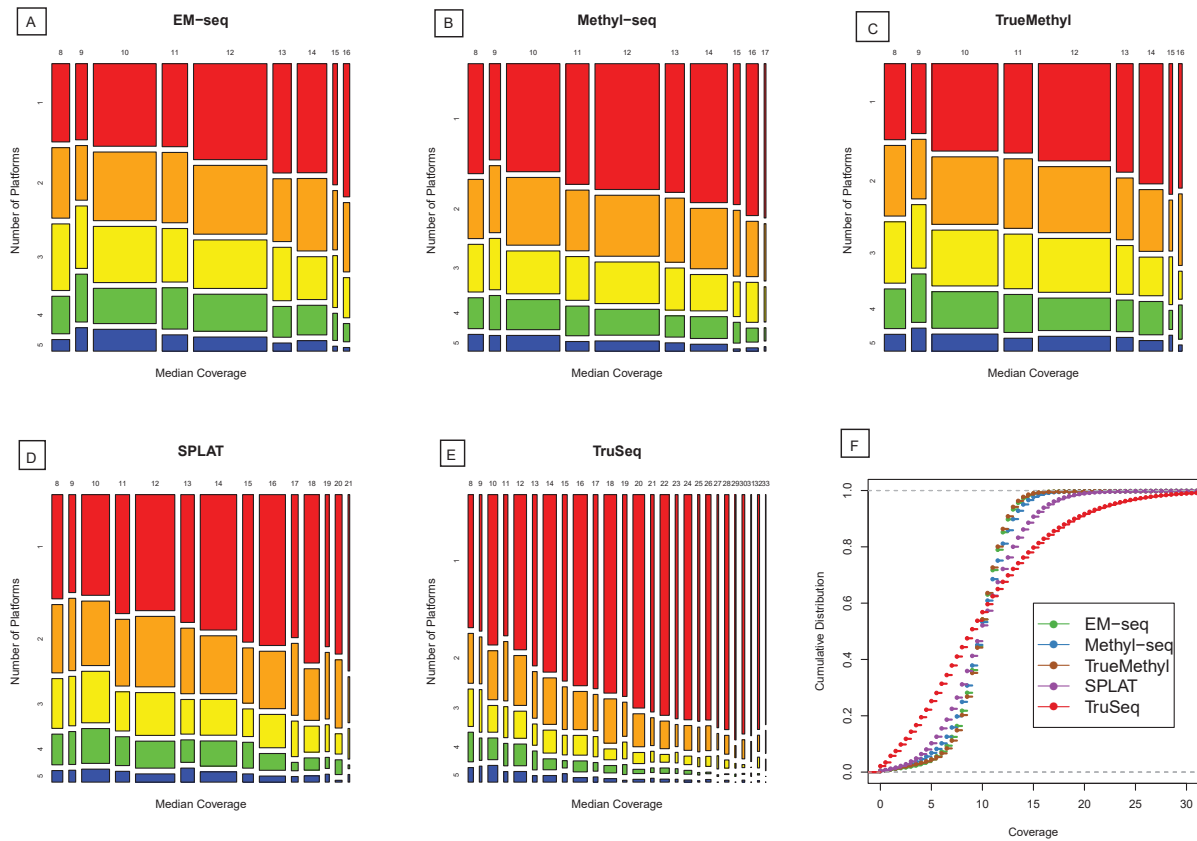 A
EM−seq
8 9 10 11 12 13 14 15 16
Number of Platforms
1
2
3
4
5
Median Coverage
B
Methyl−seq
8 9 10 11 12 13 14 15 16 17
Number of Platforms
1
2
3
4
5
Median Coverage
C
TrueMethyl
8 9 10 11 12 13 14 15 16
Number of Platforms
1
2
3
4
5
Median Coverage
D
SPLAT
8 9 10 11 12 13 14 15 16 17 18 19 20 21
Number of Platforms
1
2
3
4
5
Median Coverage
E
TruSeq
8 9 10 11 12 13 14 15 16 17 18 19 20 21 22 23 24 25 26 27 28 29 30 31 32 33
Number of Platforms
1
2
3
4
5
Median Coverage
F
Cumulative Distribution
1.0
0.8
0.6
0.4
0.2
0.0
EM−seq
Methyl−seq
TrueMethyl
SPLAT
TruSeq
0 5 10 15 20 25 30
Coverage